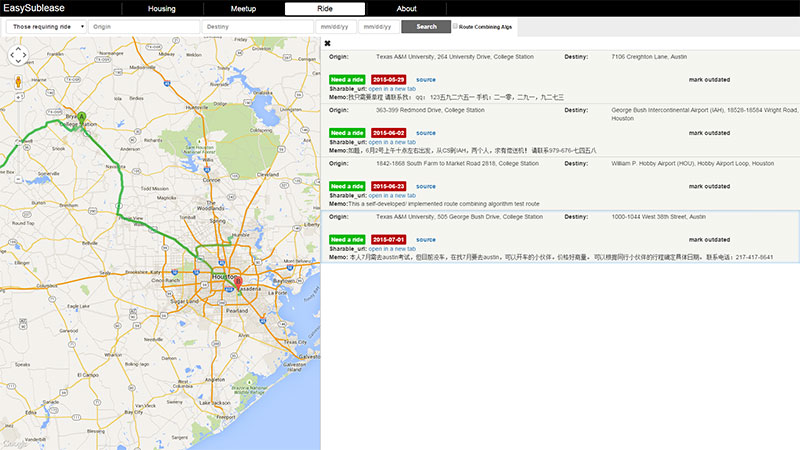 EasySublease
Housing
Meetup
Ride
About
Those requiring ride
Origin
Destiny
mm/dd/yy
mm/dd/yy
Search
Route Combining Algs
Origin: Texas A&M University, 264 University Drive, College Station Destiny: 7106 Creighton Lane, Austin
Need a ride 2015-05-29 source mark outdated
Sharable_url: open in a new tab
Memo:我只需要单程 请联系我: qq: 123五九二六五一 手机: 二一零, 二九一, 九二七三
Origin: 363-399 Redmond Drive, College Station Destiny: George Bush Intercontinental Airport (IAH), 18528-18584 Wright Road,
Houston
Need a ride 2015-06-02 source mark outdated
Sharable_url: open in a new tab
Memo:如题, 6月2号上午十点左右出发, 从CS到IAH, 两个人, 求有偿送机! 请联系979-676-七四五八
Origin: 1842-1868 South Farm to Market Road 2818, College Station Destiny: William P. Hobby Airport (HOU), Hobby Airport Loop, Houston
Need a ride 2015-06-23 source mark outdated
Sharable_url: open in a new tab
Memo:This a self-developed/ implemented route combining algorithm test route
Origin: Texas A&M University, 505 George Bush Drive, College Station Destiny: 1000-1044 West 38th Street, Austin
Need a ride 2015-07-01 source mark outdated
Sharable_url: open in a new tab
Memo: 本人7月需去austin考试, 但目前没车, 在找7月要去austin, 可以开车的小伙伴, 价格好商量。 可以根据同行小伙伴的行程确定具体日期。 联系电话: 217-417-8641
A
Bryan
College Station
Todd Mission
Magnolia
Conroe
The Woodlands
Spring
Humble
Cleveland
Kingwood
Katy
Houston
B
Pasadena
Baytown
La Porte
Sugar Land
Pearland
Alvin
League City
Texas City
Galveston
Galveston Island
Rosenberg
Angleton
Lake Jackson
Freeport
Bay City
El Campo
Wharton
Eagle Lake
Columbus
Sealy
Brenham
Navasota
Huntsville
Livingston
Edna
Ganado
Sargent
Google